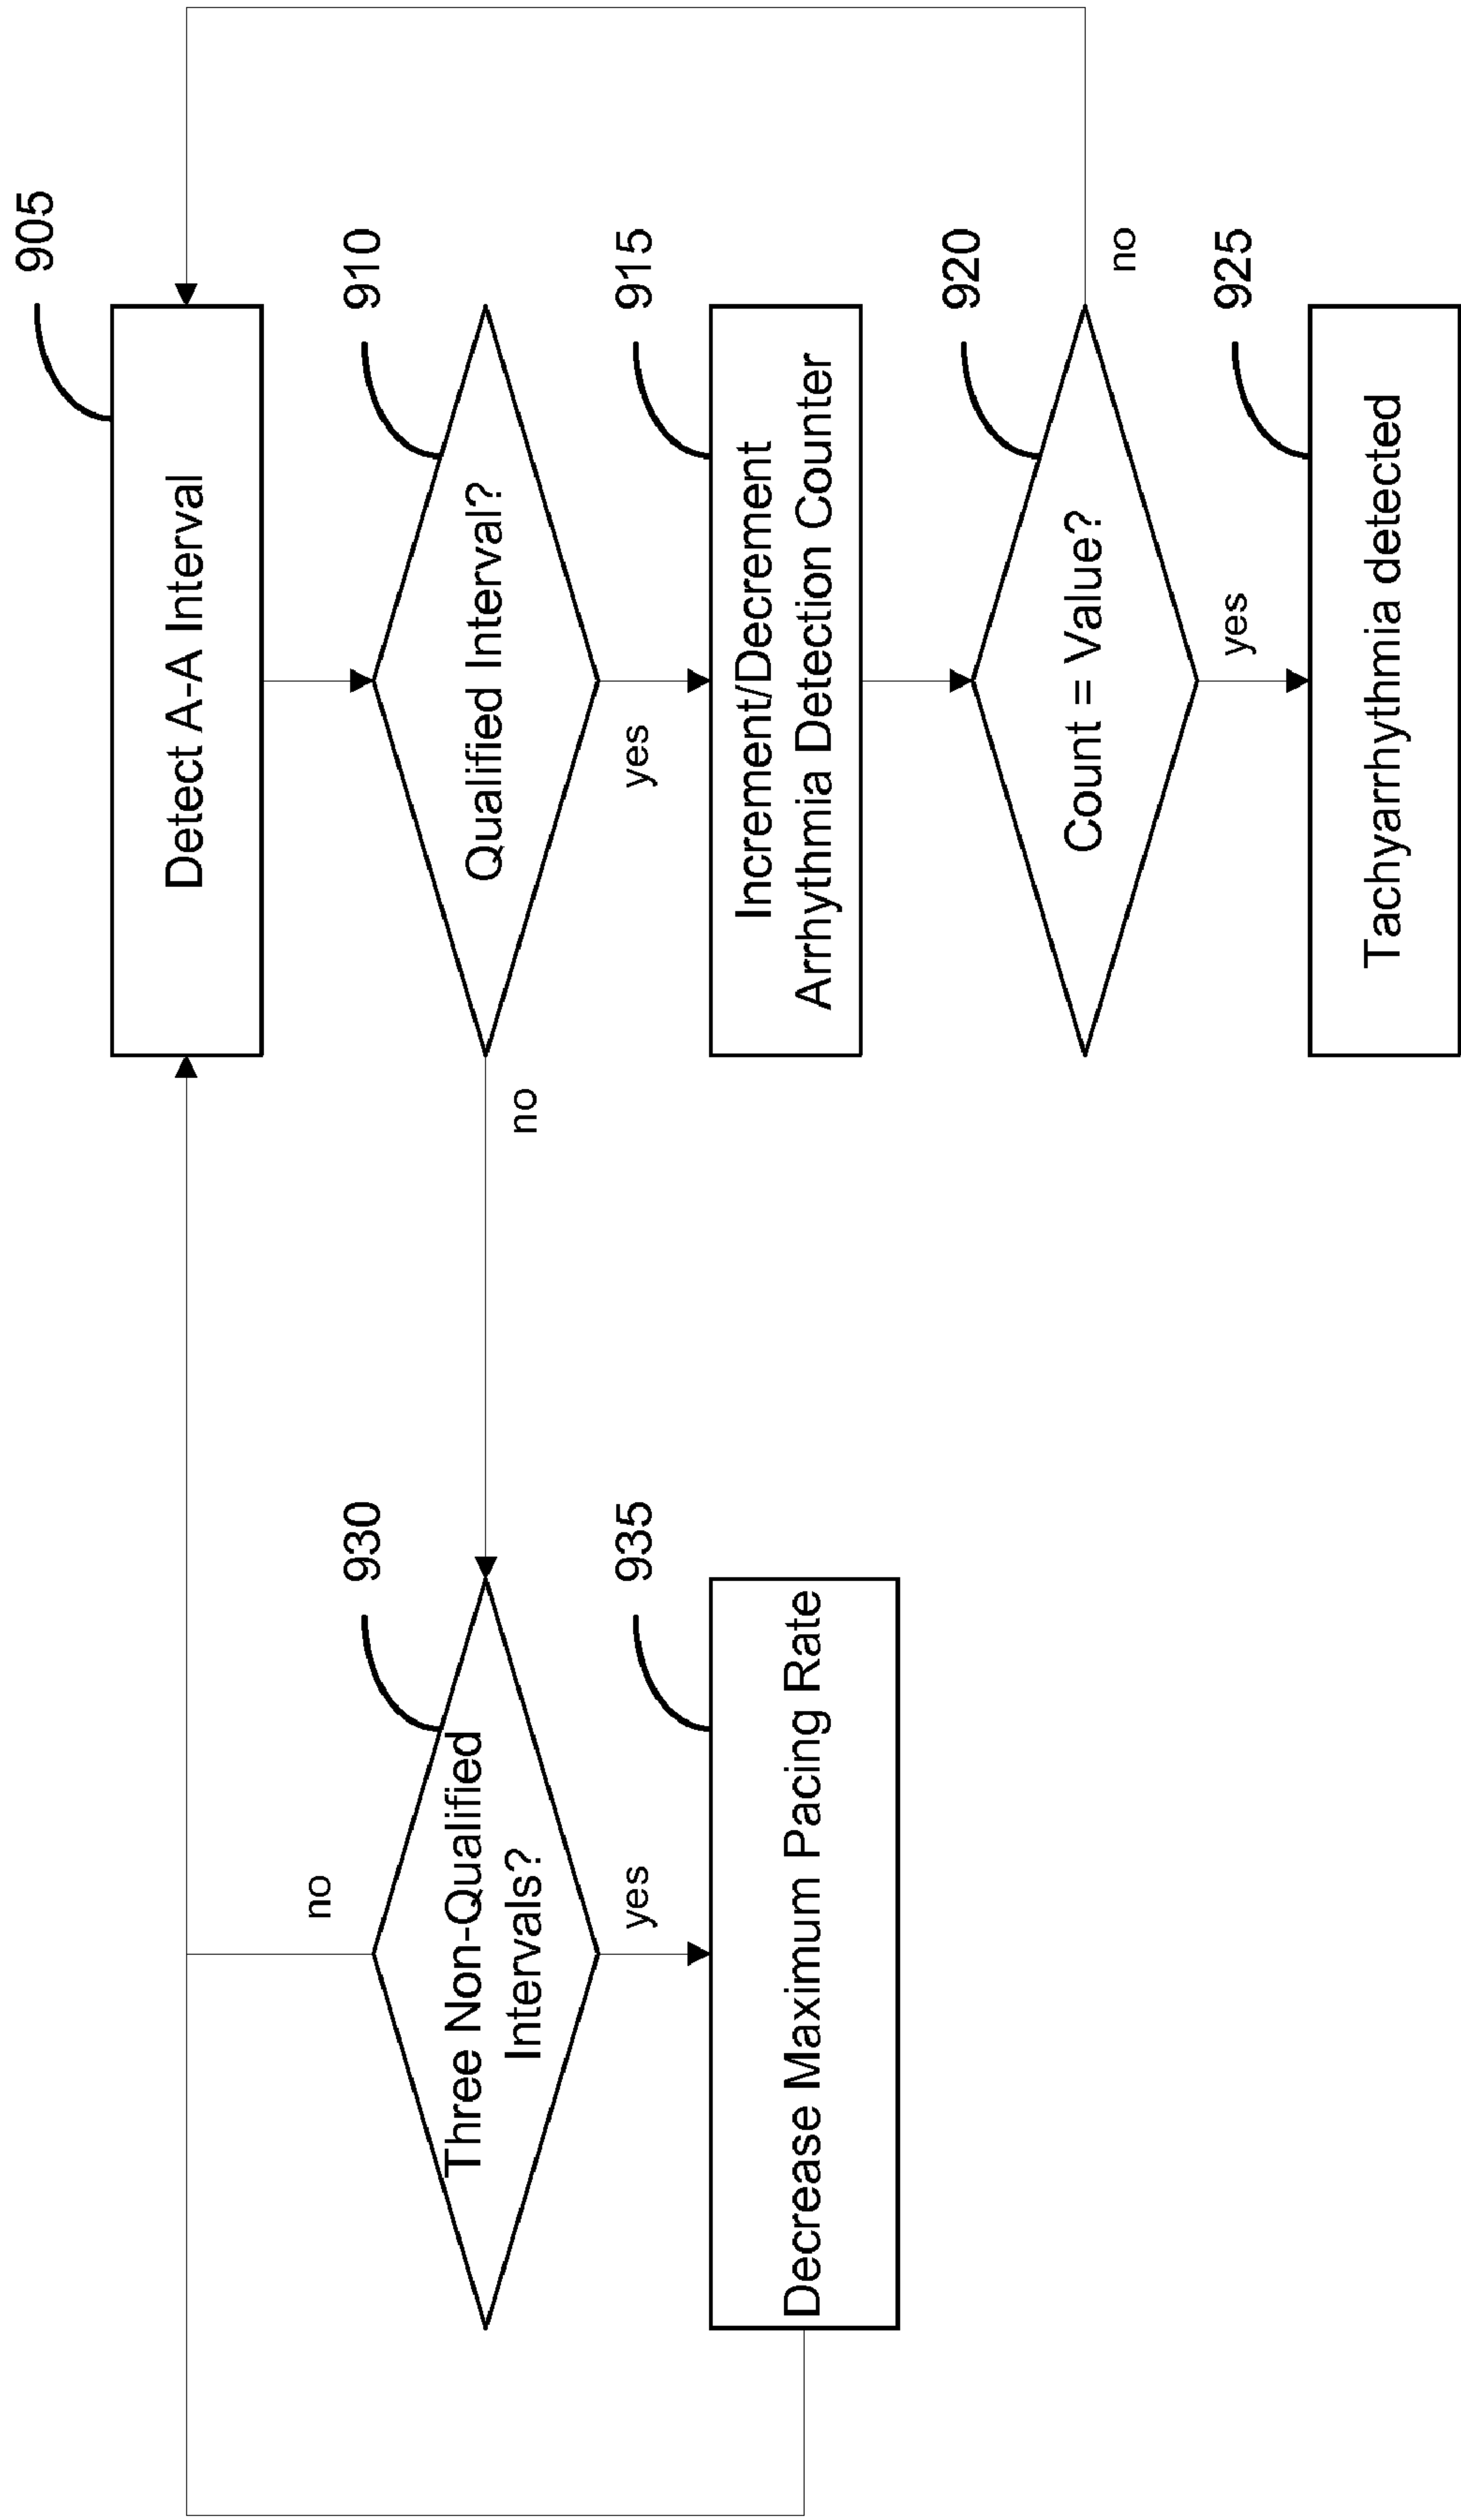 905
Detect A-A Interval
910
Qualified Interval?
no
yes
930
Three Non-Qualified
Intervals?
no
yes
915
Increment/Decrement
Arrhythmia Detection Counter
935
Decrease Maximum Pacing Rate
920
Count = Value?
no
yes
925
Tachyarrhythmia detected